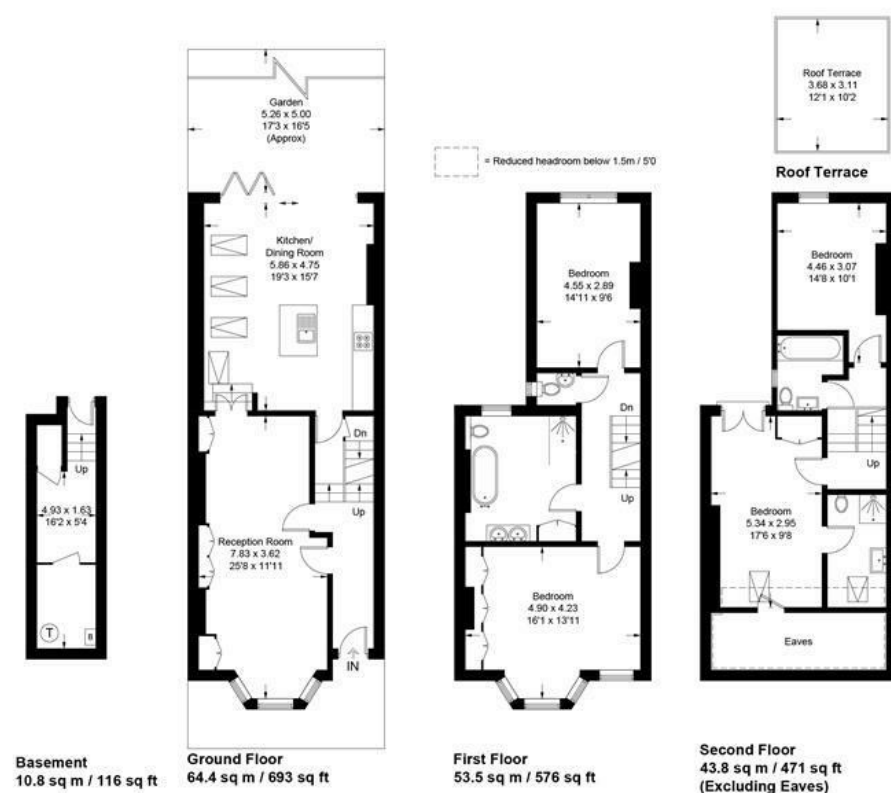 Roof Terrace
3.68 x 3.11
12'1 x 10'2
Roof Terrace
Garden
5.26 x 5.00
17'3 x 16'5
(Approx)
= Reduced headroom below 1.5m / 5'0
Kitchen/
Dining Room
5.86 x 4.75
19'3 x 15'7
Bedroom
4.55 x 2.89
14'11 x 9'6
Bedroom
4.46 x 3.07
14'8 x 10'1
Up
4.93 x 1.63
16'2 x 5'4
T
B
Dn
Up
Reception Room
7.83 x 3.62
25'8 x 11'11
IN
Dn
Up
Bedroom
4.90 x 4.23
16'1 x 13'11
Up
Bedroom
5.34 x 2.95
17'6 x 9'8
Eaves
Basement
10.8 sq m / 116 sq ft
Ground Floor
64.4 sq m / 693 sq ft
First Floor
53.5 sq m / 576 sq ft
Second Floor
43.8 sq m / 471 sq ft
(Excluding Eaves)